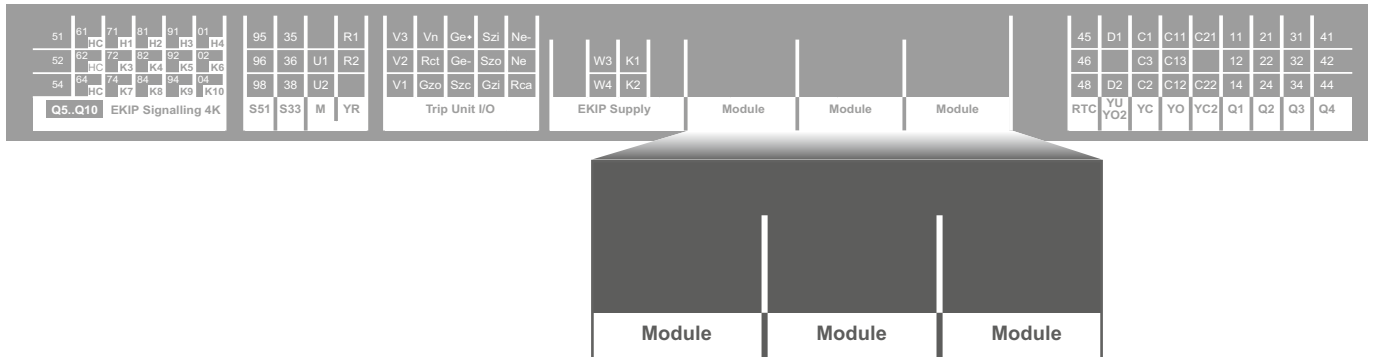 51 61 HC 71 H1 81 H2 91 H3 01 H4
52 62 HC 72 K3 82 K4 92 K5 02 K6
54 64 HC 74 K7 84 K8 94 K9 04 K10
Q5..Q10 EKIP Signalling 4K
95 35 R1
96 36 U1 R2
98 38 U2
S51 S33 M YR
V3 Vn Ge+ Szi Ne-
V2 Rct Ge- Szo Ne
V1 Gzo Szc Gzi Rca
Trip Unit I/O
W3 K1
W4 K2
EKIP Supply
Module Module Module
45 D1 C1 C11 C21 11 21 31 41
46 C3 C13 12 22 32 42
48 D2 C2 C12 C22 14 24 34 44
RTC YU YO2 YC YO YC2 Q1 Q2 Q3 Q4
Module Module Module